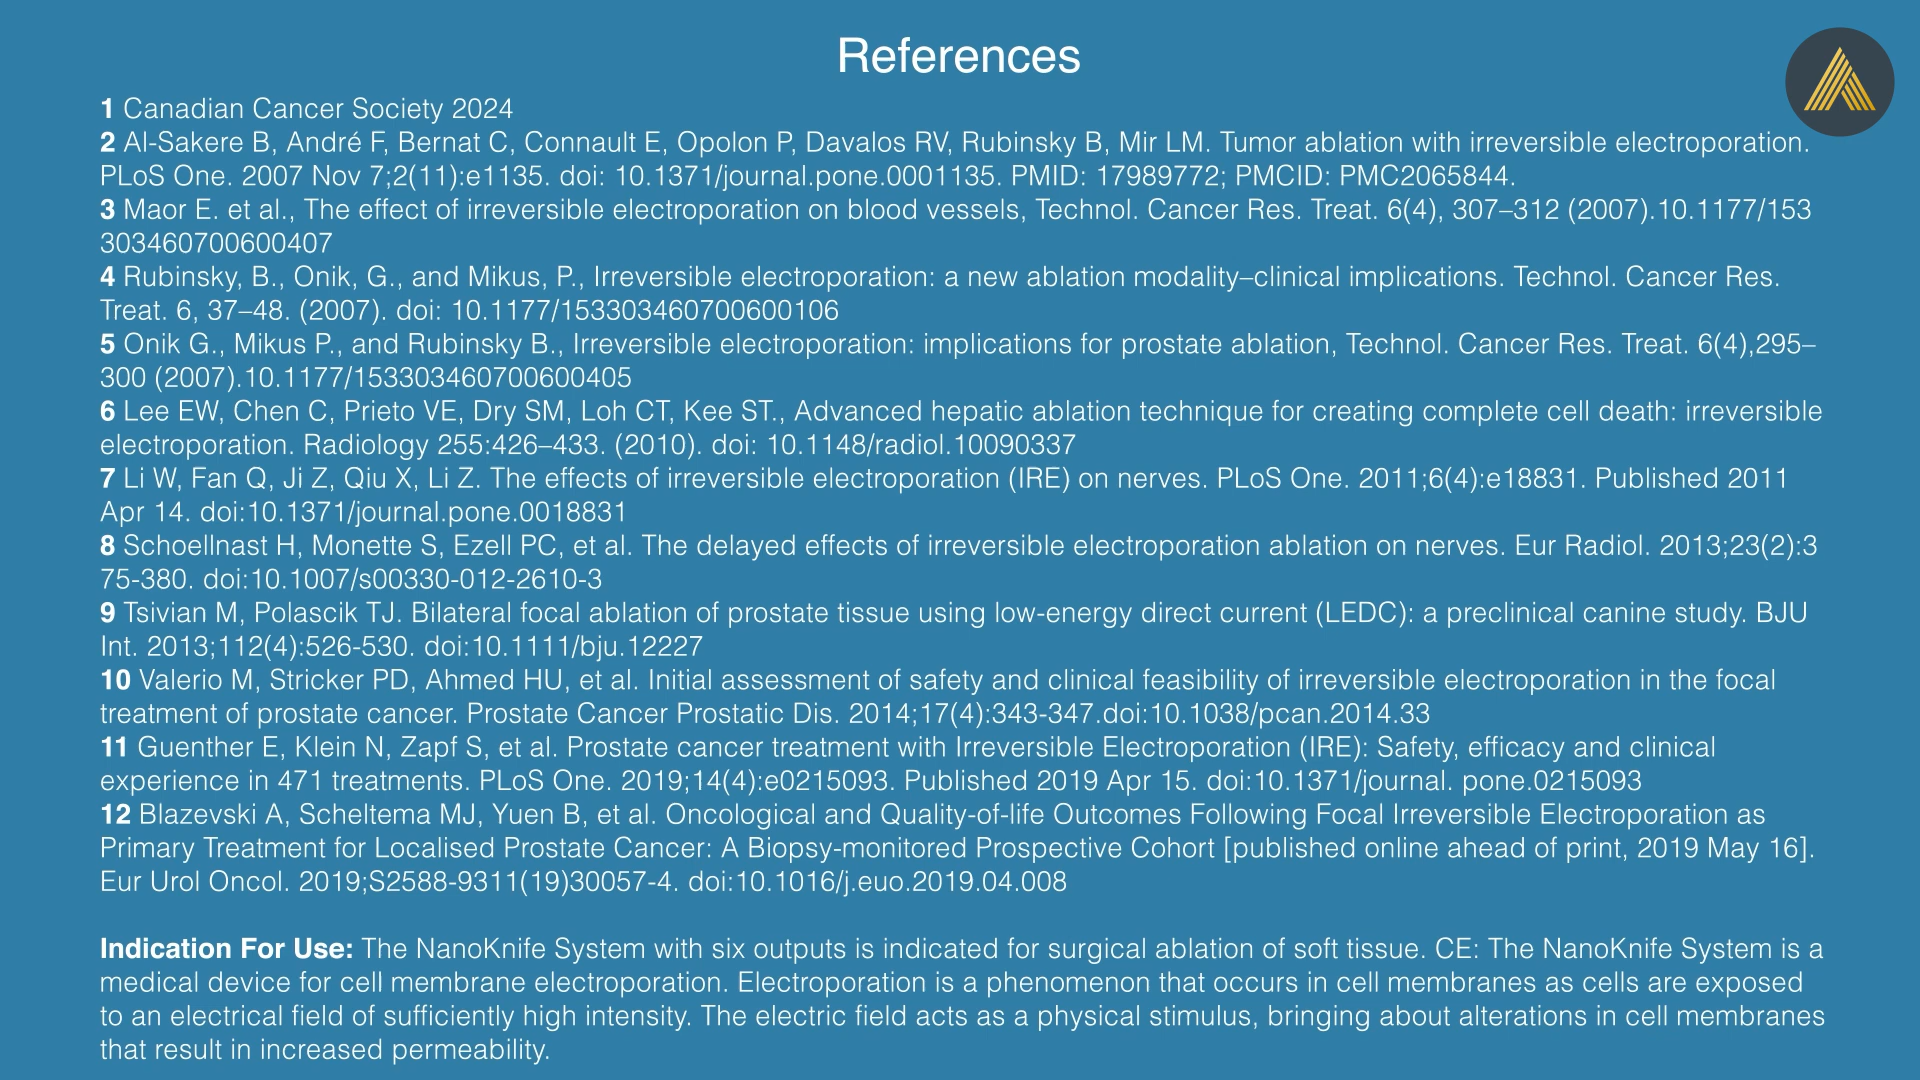 References
1 Canadian Cancer Society 2024
2 Al-Sakere B, André F, Bernat C, Connault E, Opolon P, Davalos RV, Rubinsky B, Mir LM. Tumor ablation with irreversible electroporation.
PLoS One. 2007 Nov 7;2(11):e1135. doi: 10.1371/journal.pone.0001135. PMID: 17989772; PMCID: PMC2065844.
3 Maor E. et al., The effect of irreversible electroporation on blood vessels, Technol. Cancer Res. Treat. 6(4), 307–312 (2007).10.1177/153
303460700600407
4 Rubinsky, B., Onik, G., and Mikus, P., Irreversible electroporation: a new ablation modality–clinical implications. Technol. Cancer Res.
Treat. 6, 37–48. (2007). doi: 10.1177/153303460700600106
5 Onik G., Mikus P., and Rubinsky B., Irreversible electroporation: implications for prostate ablation, Technol. Cancer Res. Treat. 6(4),295–
300 (2007).10.1177/153303460700600405
6 Lee EW, Chen C, Prieto VE, Dry SM, Loh CT, Kee ST., Advanced hepatic ablation technique for creating complete cell death: irreversible
electroporation. Radiology 255:426–433. (2010). doi: 10.1148/radiol.10090337
7 Li W, Fan Q, Ji Z, Qiu X, Li Z. The effects of irreversible electroporation (IRE) on nerves. PLoS One. 2011;6(4):e18831. Published 2011
Apr 14. doi:10.1371/journal.pone.0018831
8 Schoellnast H, Monette S, Ezell PC, et al. The delayed effects of irreversible electroporation ablation on nerves. Eur Radiol. 2013;23(2):3
75-380. doi:10.1007/s00330-012-2610-3
9 Tsivian M, Polascik TJ. Bilateral focal ablation of prostate tissue using low-energy direct current (LEDC): a preclinical canine study. BJU
Int. 2013;112(4):526-530. doi:10.1111/bju.12227
10 Valerio M, Stricker PD, Ahmed HU, et al. Initial assessment of safety and clinical feasibility of irreversible electroporation in the focal
treatment of prostate cancer. Prostate Cancer Prostatic Dis. 2014;17(4):343-347.doi:10.1038/pcan.2014.33
11 Guenther E, Klein N, Zapf S, et al. Prostate cancer treatment with Irreversible Electroporation (IRE): Safety, efficacy and clinical
experience in 471 treatments. PLoS One. 2019;14(4):e0215093. Published 2019 Apr 15. doi:10.1371/journal. pone.0215093
12 Blazevski A, Scheltema MJ, Yuen B, et al. Oncological and Quality-of-life Outcomes Following Focal Irreversible Electroporation as
Primary Treatment for Localised Prostate Cancer: A Biopsy-monitored Prospective Cohort [published online ahead of print, 2019 May 16].
Eur Urol Oncol. 2019;S2588-9311(19)30057-4. doi:10.1016/j.euo.2019.04.008
Indication For Use: The NanoKnife System with six outputs is indicated for surgical ablation of soft tissue. CE: The NanoKnife System is a
medical device for cell membrane electroporation. Electroporation is a phenomenon that occurs in cell membranes as cells are exposed
to an electrical field of sufficiently high intensity. The electric field acts as a physical stimulus, bringing about alterations in cell membranes
that result in increased permeability.